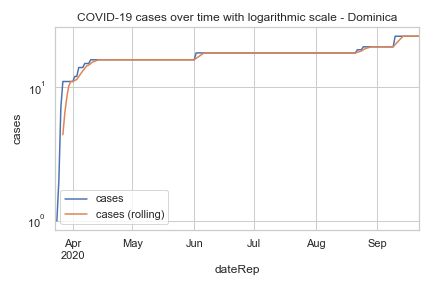 COVID-19 cases over time with logarithmic scale - Dominica
cases
10¹
10⁰
cases
cases (rolling)
Apr
2020
May
Jun
Jul
Aug
Sep
dateRep